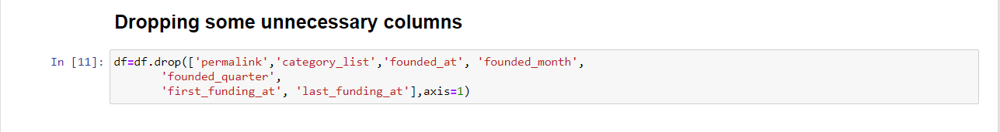 Dropping some unnecessary columns
In [11]: df=df.drop(['permalink','category_list','founded_at', 'founded_month',
'founded_quarter',
'first_funding_at', 'last_funding_at'],axis=1)